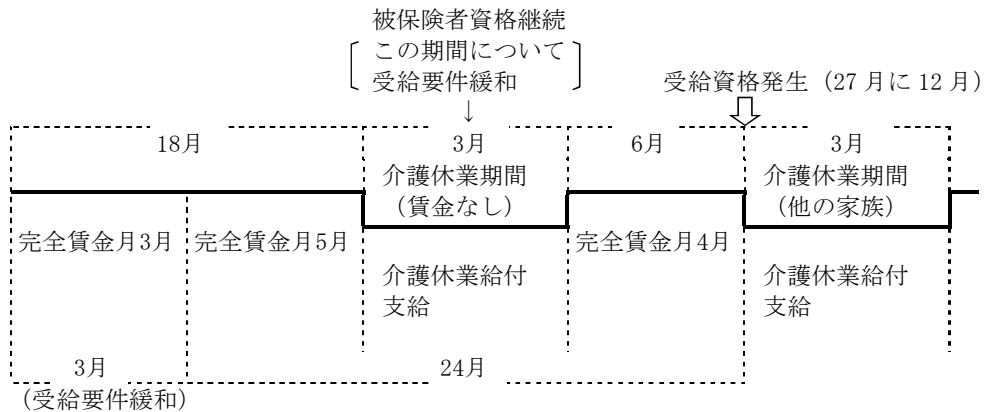 被保険者資格継続
この期間について
受給要件緩和
↓
受給資格発生（27月に12月）
18月
3月
6月
3月
介護休業期間
（賃金なし）
介護休業期間
（他の家族）
完全賃金月3月
完全賃金月5月
完全賃金月4月
介護休業給付
支給
介護休業給付
支給
3月
24月
（受給要件緩和）